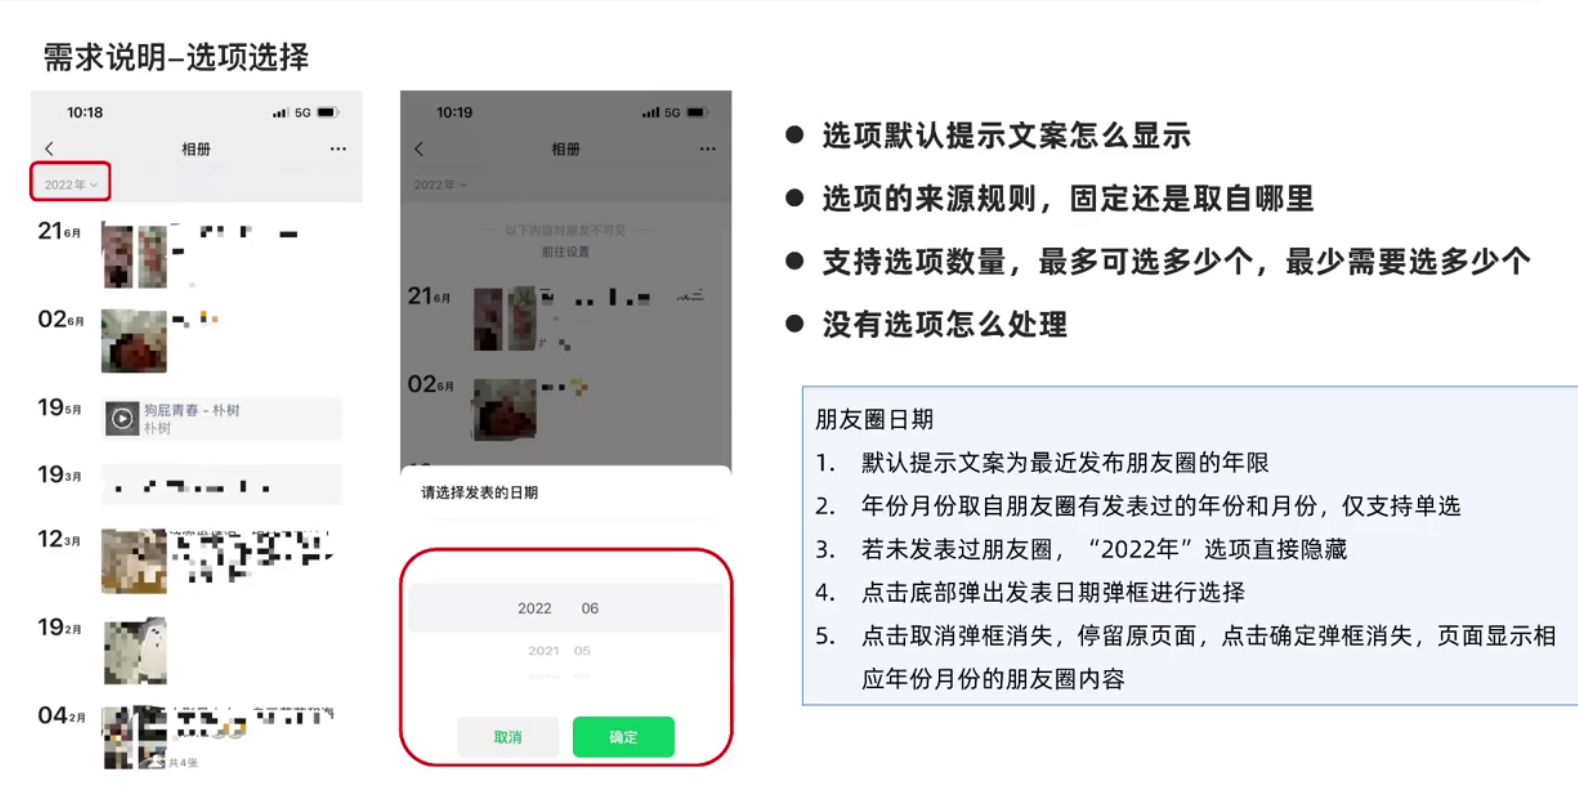 需求说明-选项选择
10:18
5G
相册
2022年
21 6月
02 6月
19 5月
狗屁青春 - 朴树
朴树
19 3月
12 3月
19 2月
04 2月
共4张
10:19
5G
相册
2022年
以下内容对朋友不可见
前往设置
21 6月
02 6月
请选择发表的日期
2022 06
2021 05
取消
确定
● 选项默认提示文案怎么显示
● 选项的来源规则，固定还是取自哪里
● 支持选项数量，最多可选多少个，最少需要选多少个
● 没有选项怎么处理
朋友圈日期
1. 默认提示文案为最近发布朋友圈的年限
2. 年份月份取自朋友圈有发表过的年份和月份，仅支持单选
3. 若未发表过朋友圈，“2022年”选项直接隐藏
4. 点击底部弹出发表日期弹框进行选择
5. 点击取消弹框消失，停留原页面，点击确定弹框消失，页面显示相
应年份月份的朋友圈内容